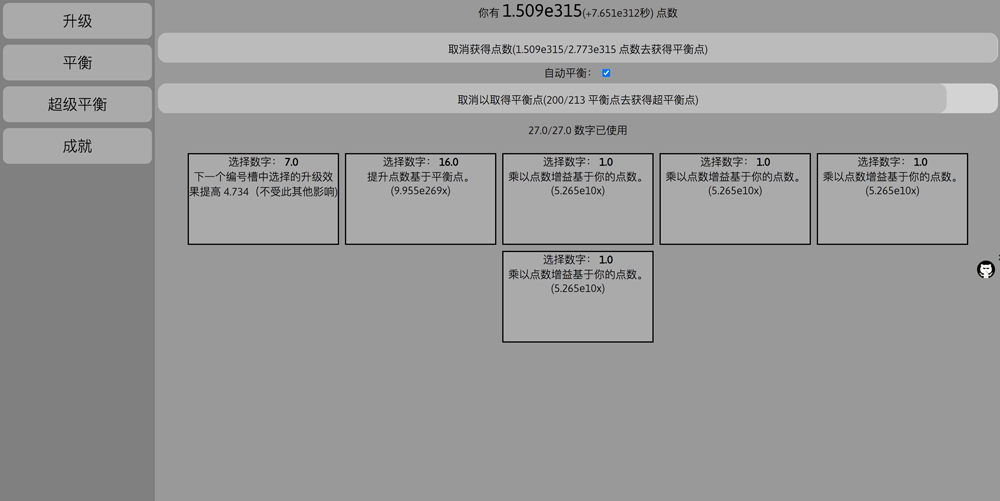 升级
平衡
超级平衡
成就
你有 1.509e315(+7.651e312秒) 点数
取消获得点数(1.509e315/2.773e315 点数去获得平衡点)
自动平衡：
取消以取得平衡点(200/213 平衡点去获得超平衡点)
27.0/27.0 数字已使用
选择数字： 7.0
下一个编号槽中选择的升级效
果提高 4.734（不受此其他影响)
选择数字： 16.0
提升点数基于平衡点。
(9.955e269x)
选择数字： 1.0
乘以点数增益基于你的点数。
(5.265e10x)
选择数字： 1.0
乘以点数增益基于你的点数。
(5.265e10x)
选择数字： 1.0
乘以点数增益基于你的点数。
(5.265e10x)
选择数字： 1.0
乘以点数增益基于你的点数。
(5.265e10x)